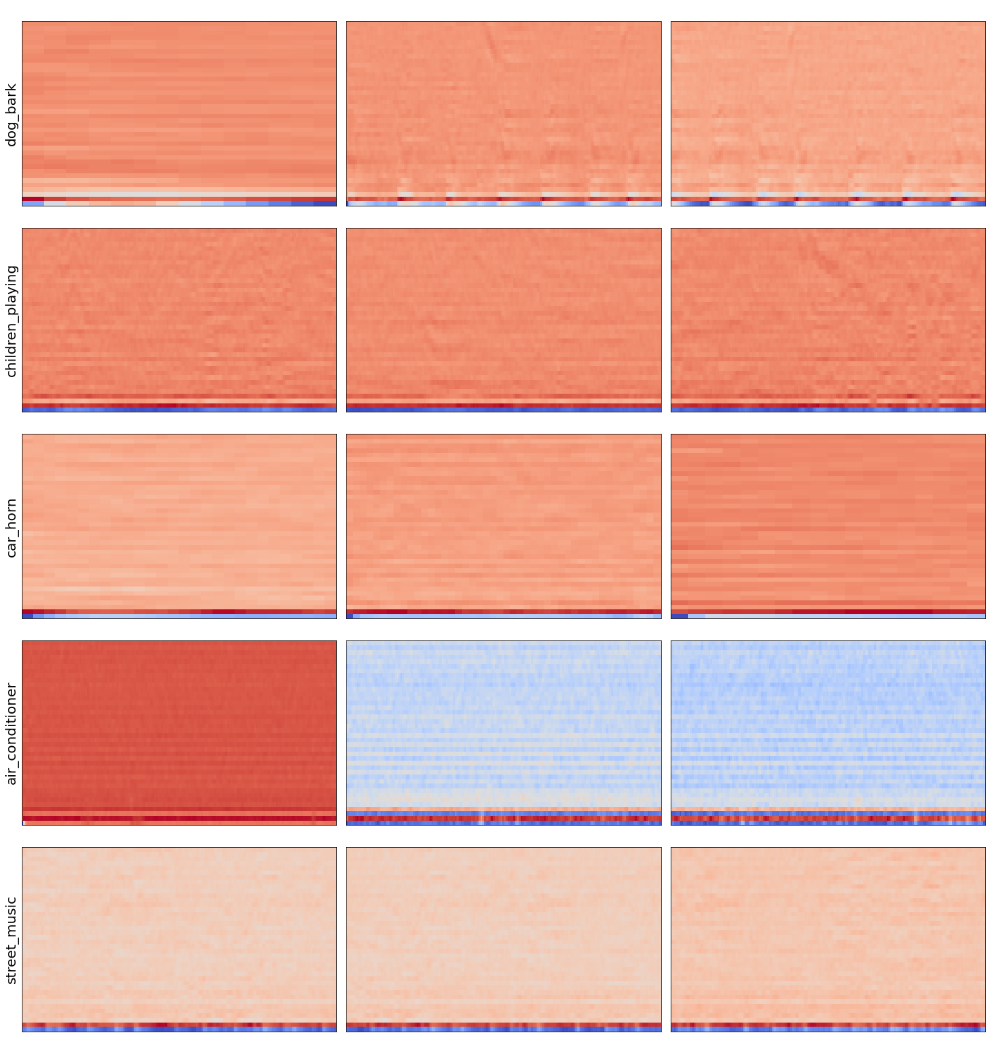 dog_bark
children_playing
car_horn
air_conditioner
street_music